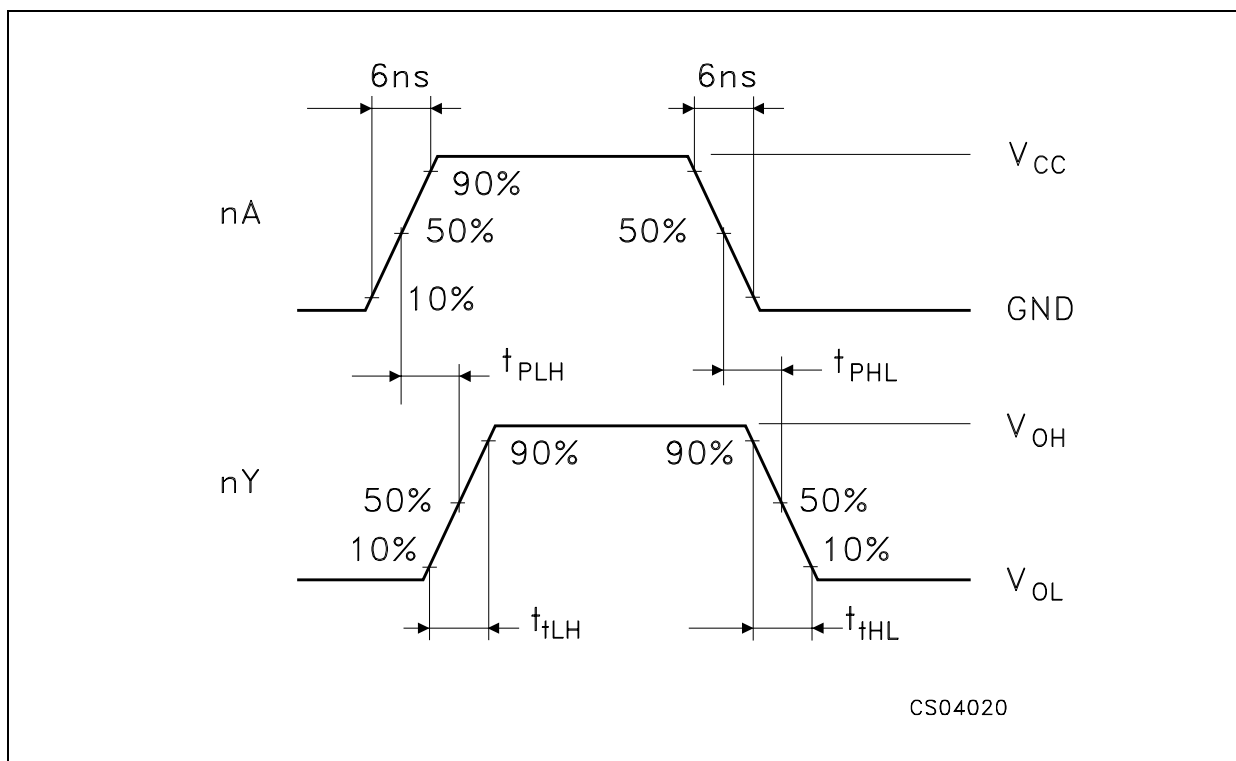 6ns 6ns
V_CC
90%
nA
50% 50%
10%
GND
t_PLH t_PHL
V_OH
90% 90%
nY
50% 50%
10% 10%
V_OL
t_tLH t_tHL
CS04020